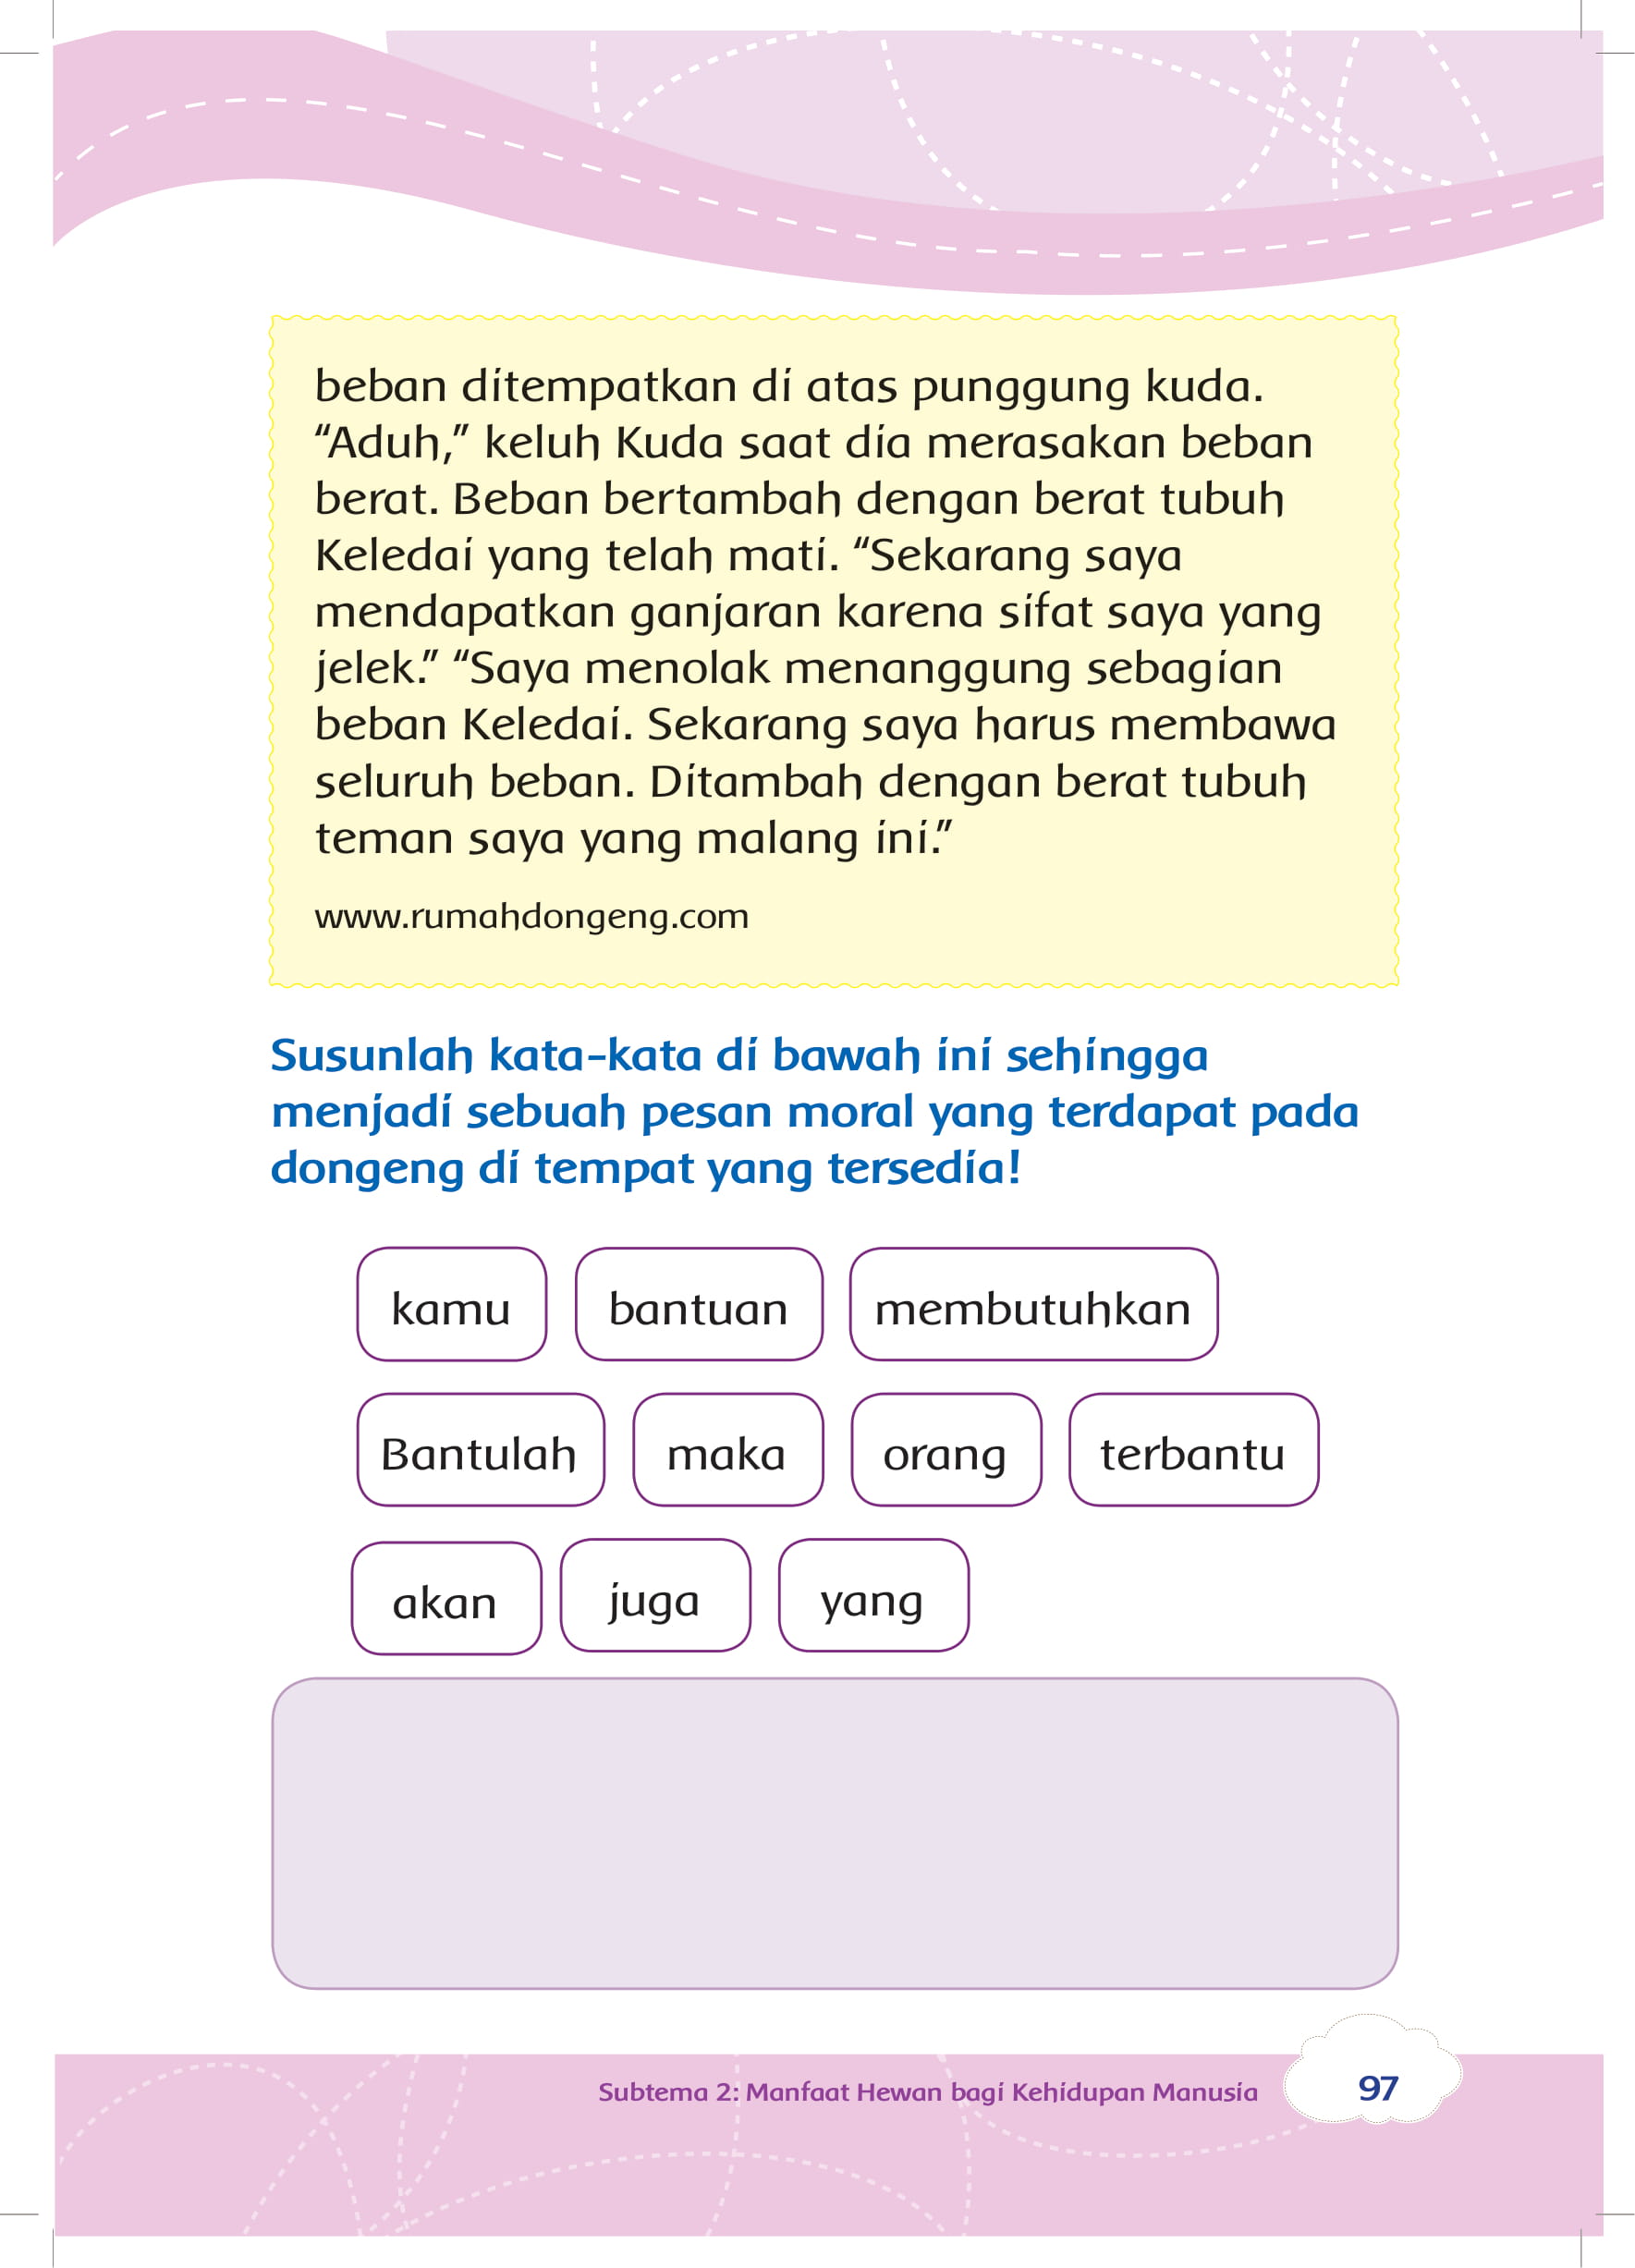 beban ditempatkan di atas punggung kuda.
“Aduh,” keluh Kuda saat dia merasakan beban
berat. Beban bertambah dengan berat tubuh
Keledai yang telah mati. “Sekarang saya
mendapatkan ganjaran karena sifat saya yang
jelek.” “Saya menolak menanggung sebagian
beban Keledai. Sekarang saya harus membawa
seluruh beban. Ditambah dengan berat tubuh
teman saya yang malang ini.”
www.rumahdongeng.com
Susunlah kata-kata di bawah ini sehingga
menjadi sebuah pesan moral yang terdapat pada
dongeng di tempat yang tersedia!
kamu bantuan membutuhkan
Bantulah maka orang terbantu
akan juga yang
Subtema 2: Manfaat Hewan bagi Kehidupan Manusia 97